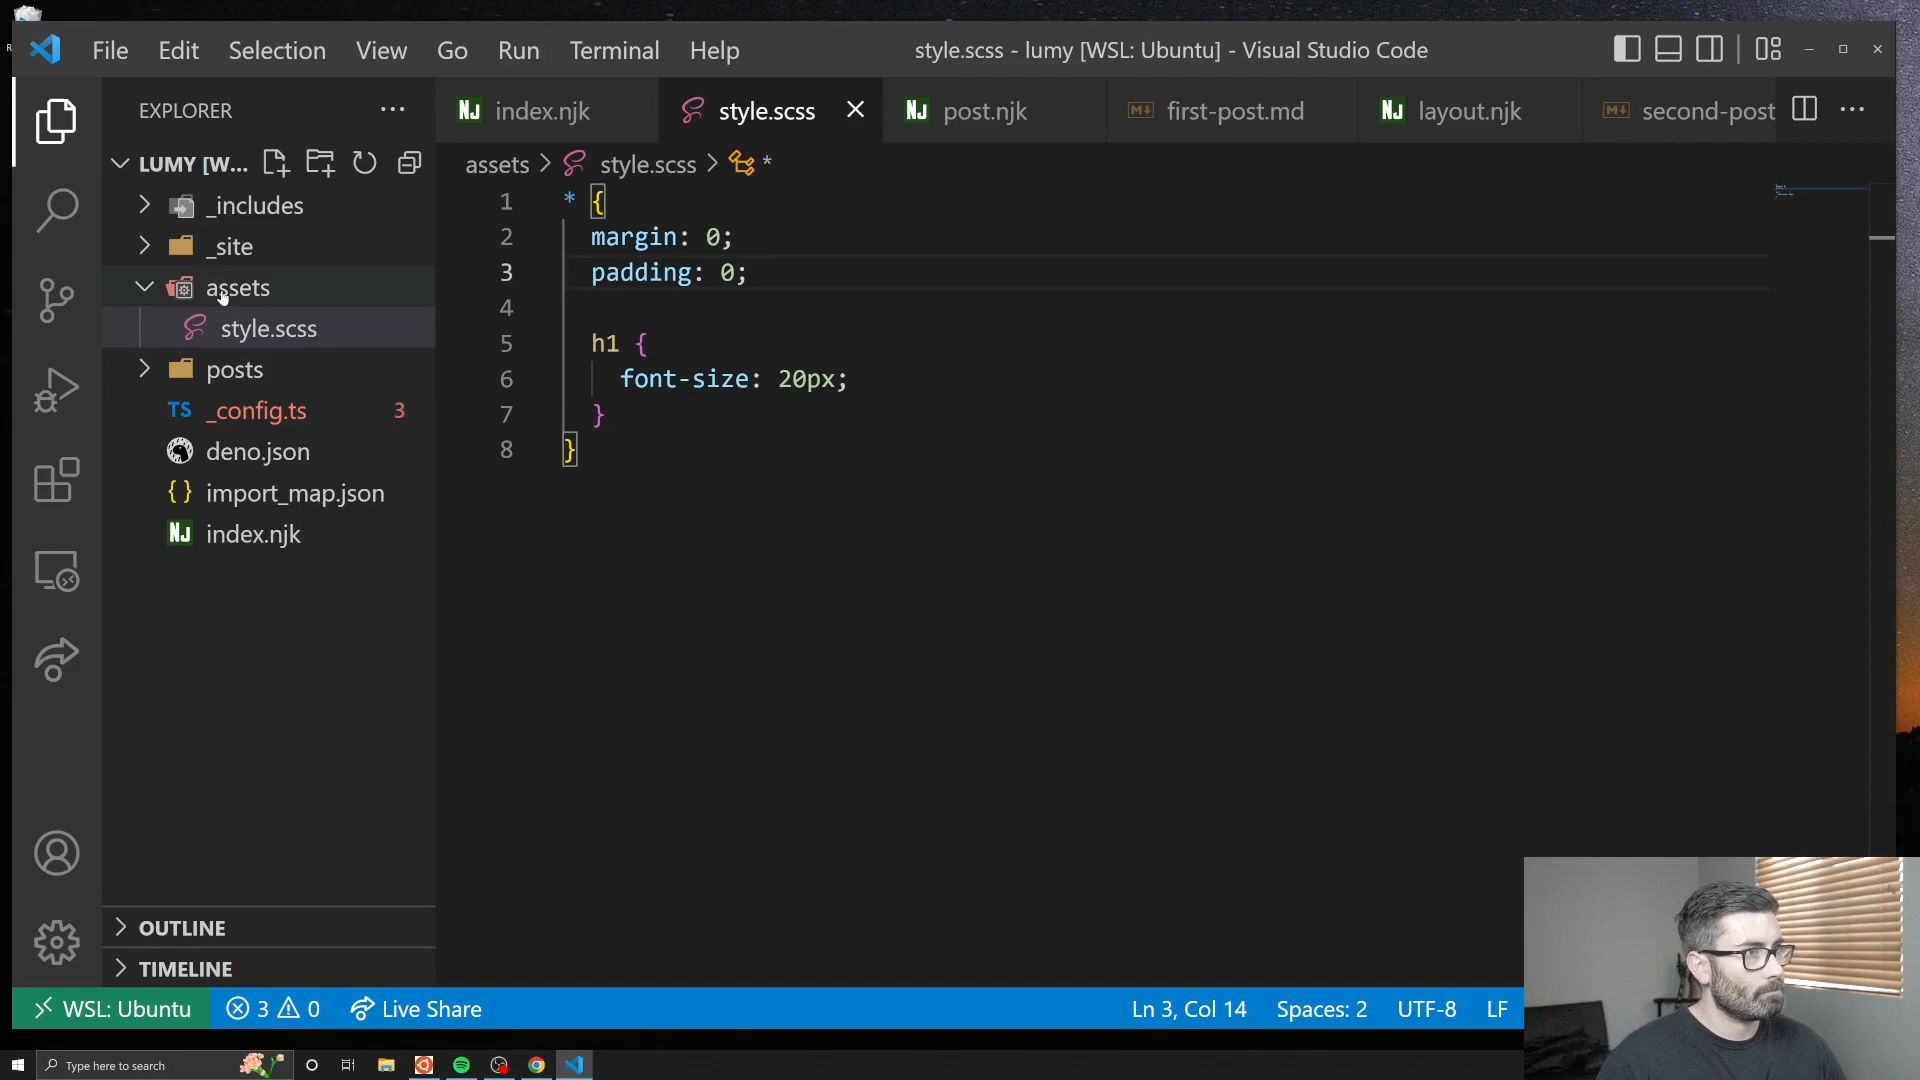 File Edit Selection View Go Run Terminal Help
style.scss - lumy [WSL: Ubuntu] - Visual Studio Code
EXPLORER
index.njk
style.scss
post.njk
first-post.md
layout.njk
second-post
LUMY [W...
assets > style.scss > *
_includes
_site
assets
style.scss
posts
TS _config.ts 3
deno.json
{ } import_map.json
index.njk
1 * {
2 margin: 0;
3 padding: 0;
4
5 h1 {
6 font-size: 20px;
7 }
8 }
OUTLINE
TIMELINE
WSL: Ubuntu 3 0 Live Share Ln 3, Col 14 Spaces: 2 UTF-8 LF
Type here to search